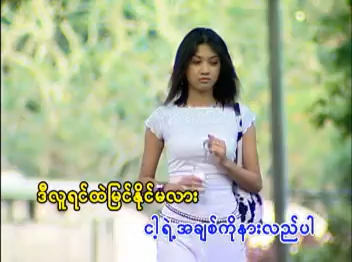 ဒီလူရင်ထဲမြင်နိုင်မလား
ငါ့ရဲ့အချစ်ကိုနားလည်ပါ